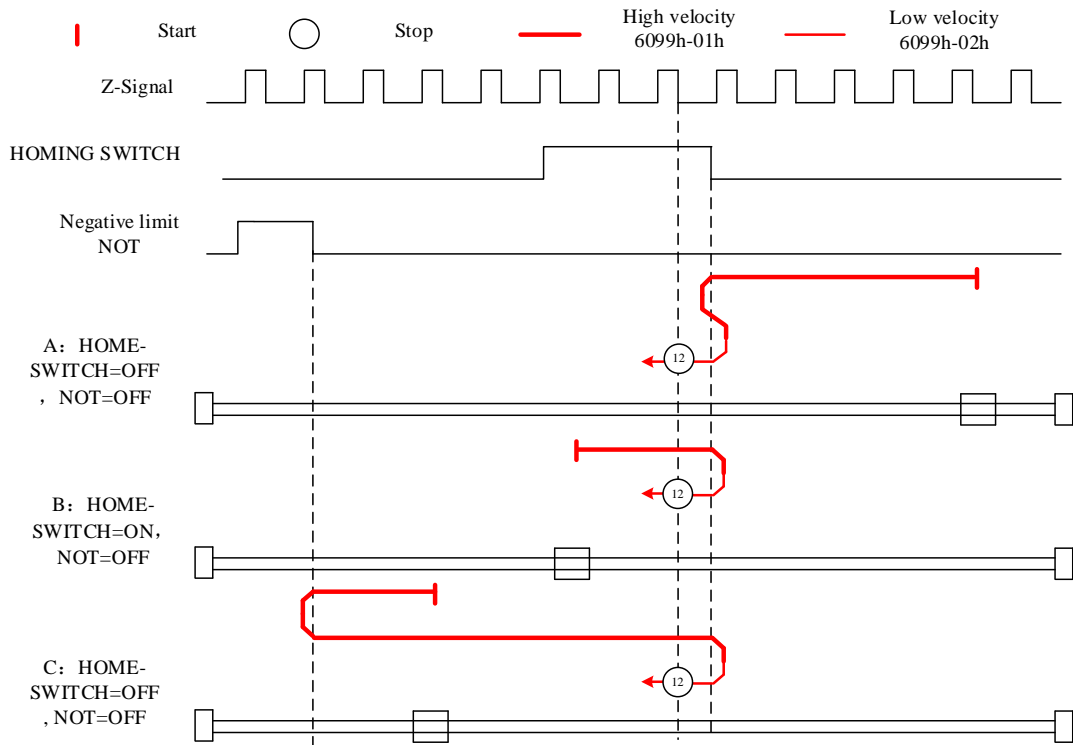 Start
Stop
High velocity
6099h-01h
Low velocity
6099h-02h
Z-Signal
HOMING SWITCH
Negative limit
NOT
A：HOME-
SWITCH=OFF
，NOT=OFF
12
B：HOME-
SWITCH=ON，
NOT=OFF
12
C：HOME-
SWITCH=OFF
, NOT=OFF
12